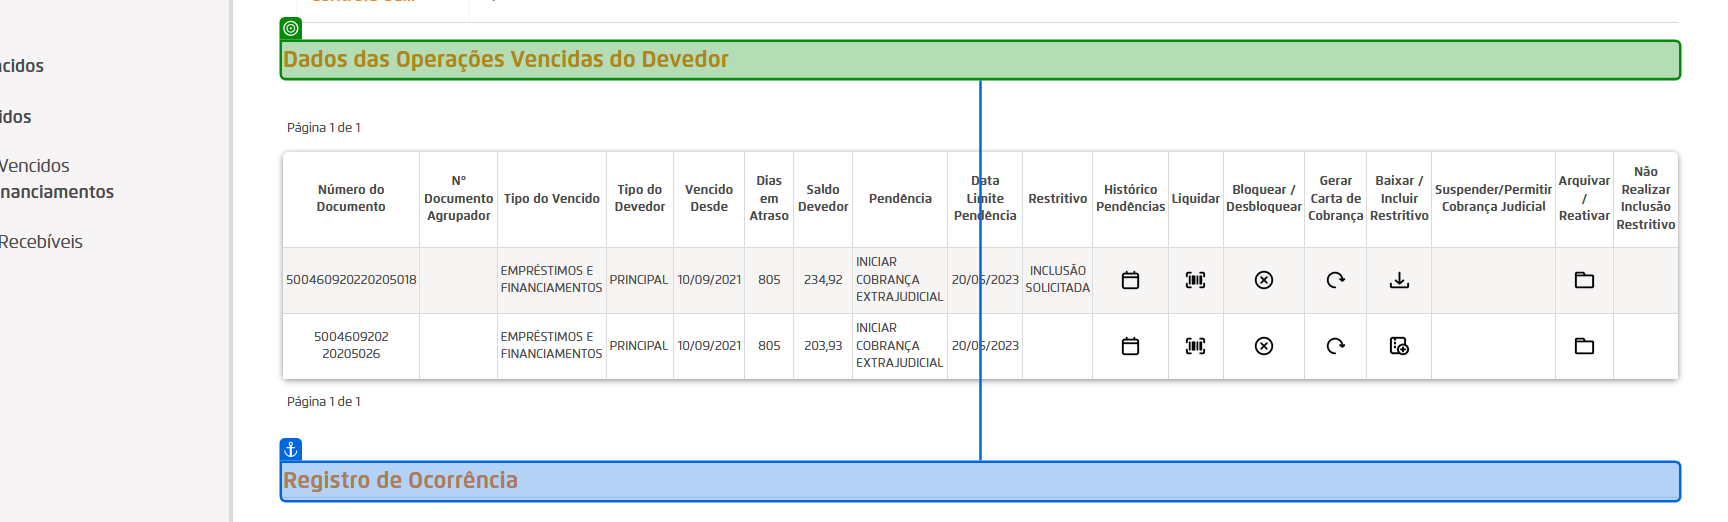 cidos
idos
Vencidos
nanciamentos
Recebíveis
Dados das Operações Vencidas do Devedor
Página 1 de 1
Número do
Documento
N°
Documento
Agrupador
Tipo do Vencido
Tipo do
Devedor
Vencido
Desde
Dias
em
Atraso
Saldo
Devedor
Pendência
Data
Limite
Pendência
Restritivo
Histórico
Pendências
Liquidar
Bloquear /
Desbloquear
Gerar
Carta de
Cobrança
Baixar /
Incluir
Restritivo
Suspender/Permitir
Cobrança Judicial
Arquivar
/
Reativar
Não
Realizar
Inclusão
Restritivo
500460920220205018
EMPRÉSTIMOS E
FINANCIAMENTOS
PRINCIPAL
10/09/2021
805
234,92
INICIAR
COBRANÇA
EXTRAJUDICIAL
20/05/2023
INCLUSÃO
SOLICITADA
5004609202
20205026
EMPRÉSTIMOS E
FINANCIAMENTOS
PRINCIPAL
10/09/2021
805
203,93
INICIAR
COBRANÇA
EXTRAJUDICIAL
20/05/2023
Página 1 de 1
Registro de Ocorrência